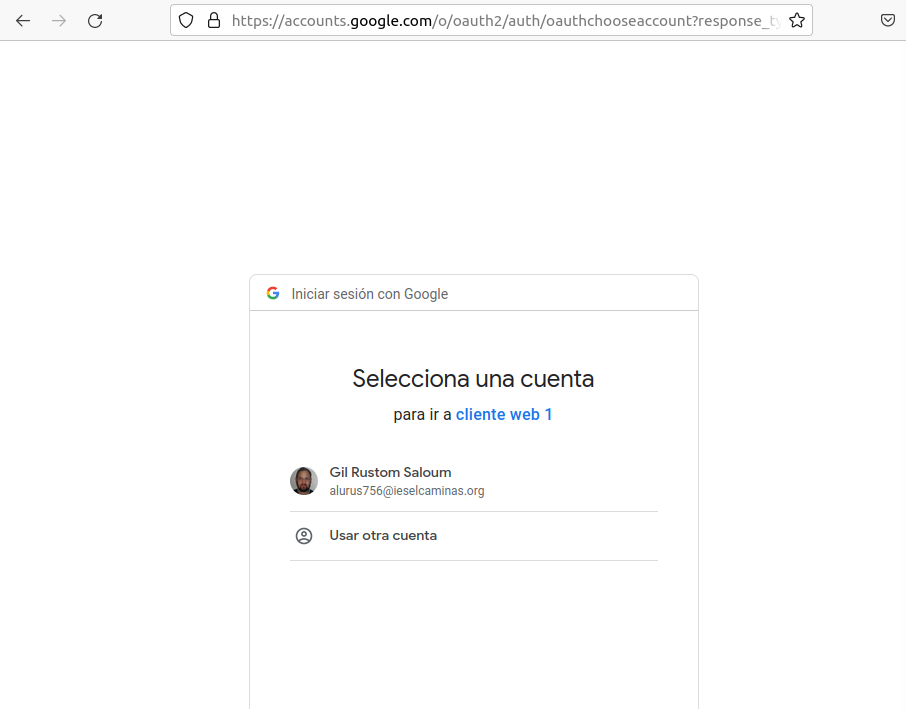 https://accounts.google.com/o/oauth2/auth/oauthchooseaccount?response_ty
Iniciar sesión con Google
Selecciona una cuenta
para ir a cliente web 1
Gil Rustom Saloum
alurus756@ieselcaminas.org
Usar otra cuenta